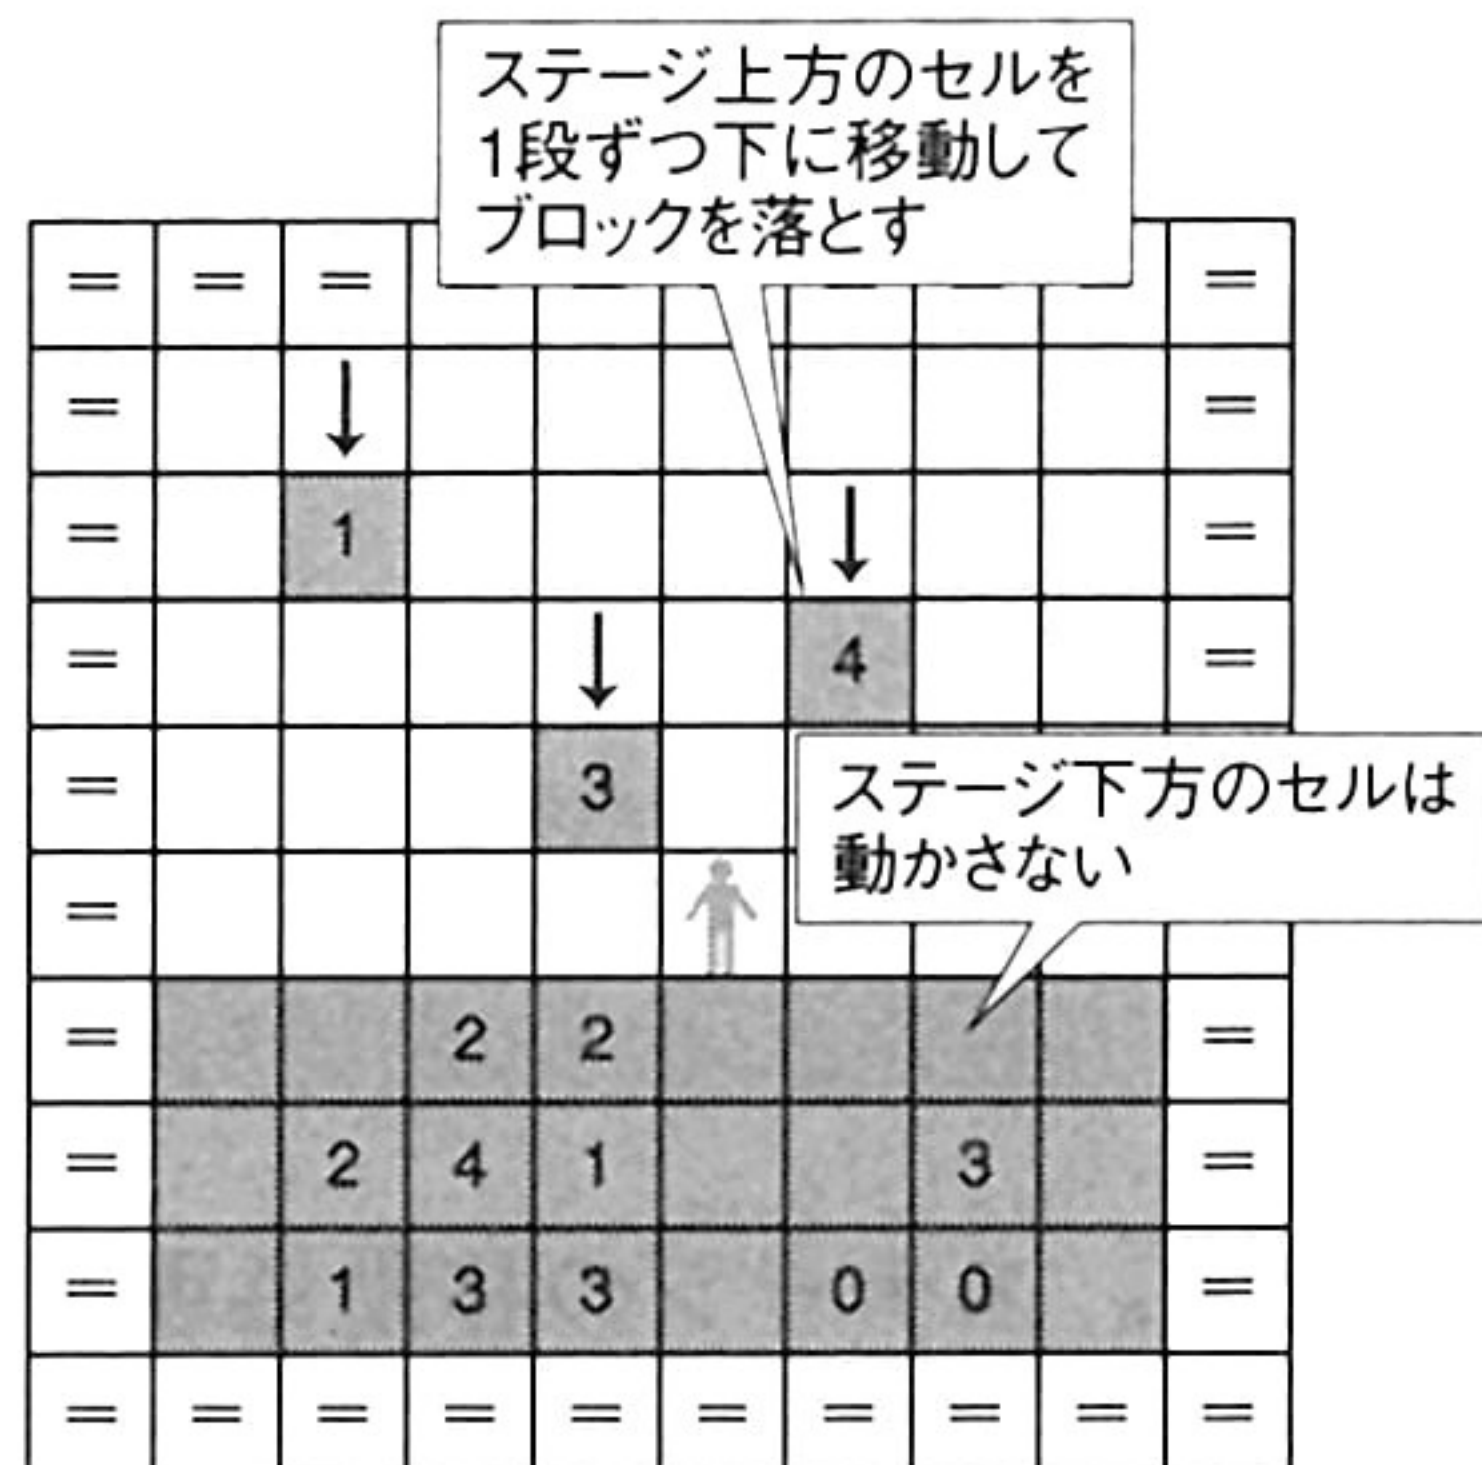 ステージ上方のセルを
1段ずつ下に移動して
ブロックを落とす
= = = =
= ↓ =
= 1 ↓ =
= ↓ 4 =
= 3
ステージ下方のセルは
動かさない
=
= 2 2 =
= 2 4 1 3 =
= 1 3 3 0 0 =
= = = = = = = = = =